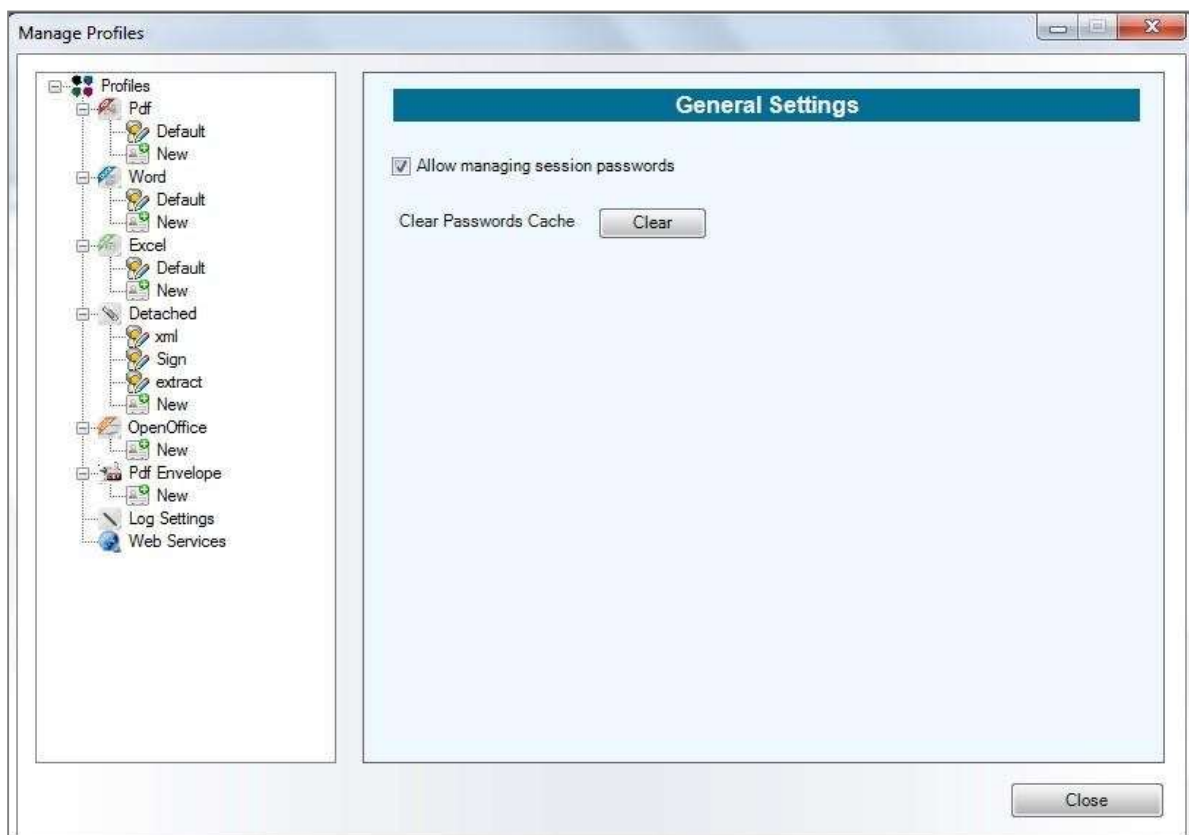 Manage Profiles
Profiles
Pdf
Default
New
Word
Default
New
Excel
Default
New
Detached
xml
Sign
extract
New
OpenOffice
New
Pdf Envelope
New
Log Settings
Web Services
General Settings
Allow managing session passwords
Clear Passwords Cache Clear
Close